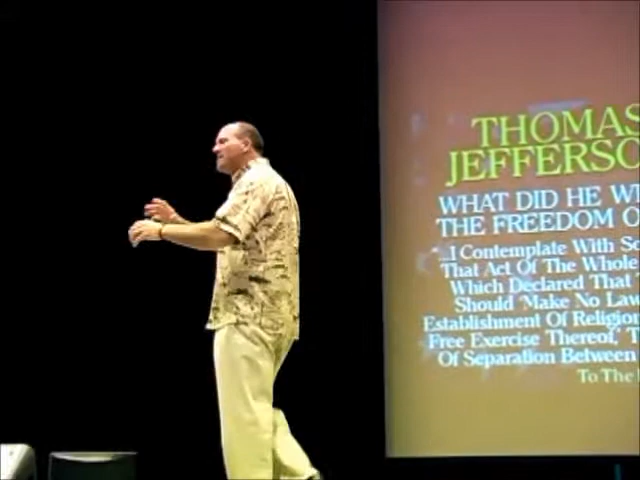 THOMAS
JEFFERSO
WHAT DID HE W
THE FREEDOM O
"...I Contemplate With So
That Act Of The Whole
Which Declared That
Should 'Make No Law
Establishment Of Religion
Free Exercise Thereof,' T
Of Separation Between
To The